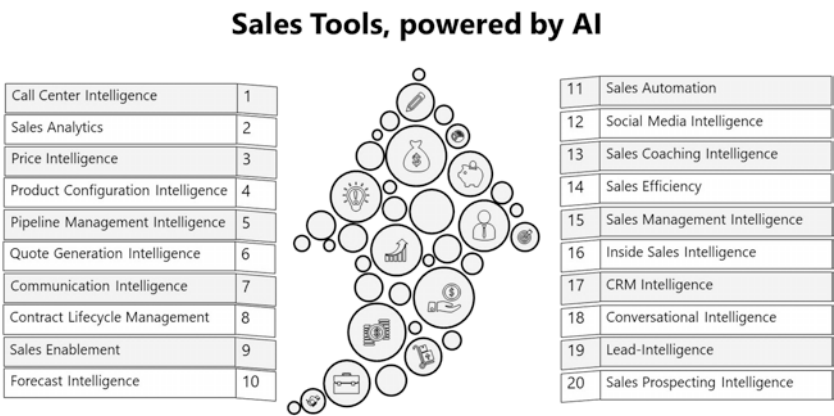 Sales Tools, powered by AI
Call Center Intelligence 1
Sales Analytics 2
Price Intelligence 3
Product Configuration Intelligence 4
Pipeline Management Intelligence 5
Quote Generation Intelligence 6
Communication Intelligence 7
Contract Lifecycle Management 8
Sales Enablement 9
Forecast Intelligence 10
11 Sales Automation
12 Social Media Intelligence
13 Sales Coaching Intelligence
14 Sales Efficiency
15 Sales Management Intelligence
16 Inside Sales Intelligence
17 CRM Intelligence
18 Conversational Intelligence
19 Lead-Intelligence
20 Sales Prospecting Intelligence